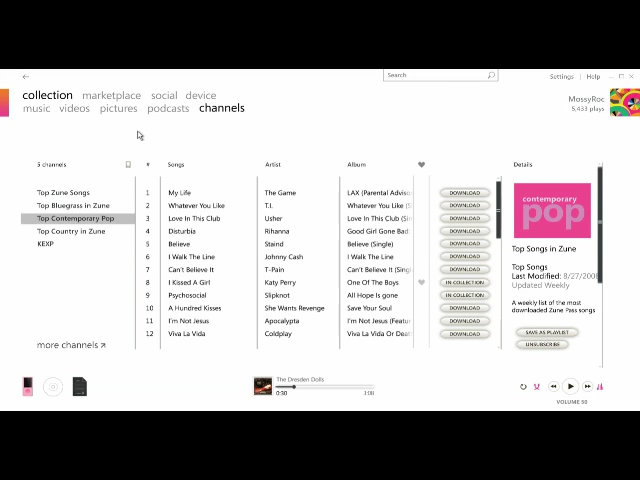 Search
Settings | Help
collection marketplace social device
music videos pictures podcasts channels
MossyRoc
5,433 plays
5 channels # Songs Artist Album Details
Top Zune Songs
Top Bluegrass in Zune
Top Contemporary Pop
Top Country in Zune
KEXP
more channels
1 My Life The Game LAX (Parental Advisor DOWNLOAD
2 Whatever You Like T.I. Whatever You Like (S DOWNLOAD
3 Love In This Club Usher Love In This Club (Sin DOWNLOAD
4 Disturbia Rihanna Good Girl Gone Bad DOWNLOAD
5 Believe Staind Believe (Single) DOWNLOAD
6 I Walk The Line Johnny Cash I Walk The Line DOWNLOAD
7 Can't Believe It T-Pain Can't Believe It (Singl DOWNLOAD
8 I Kissed A Girl Katy Perry One Of The Boys IN COLLECTION
9 Psychosocial Slipknot All Hope Is gone IN COLLECTION
10 A Hundred Kisses She Wants Revenge Save Your Soul DOWNLOAD
11 I'm Not Jesus Apocalyptica I'm Not Jesus (Featur DOWNLOAD
12 Viva La Vida Coldplay Viva La Vida Or Deat DOWNLOAD
contemporary
pop
Top Songs in Zune
Top Songs
Last Modified: 8/27/2008
Updated Weekly
A weekly list of the most
downloaded Zune Pass songs
SAVE AS PLAYLIST
UNSUBSCRIBE
The Dresden Dolls
0:30 3:08
VOLUME 50